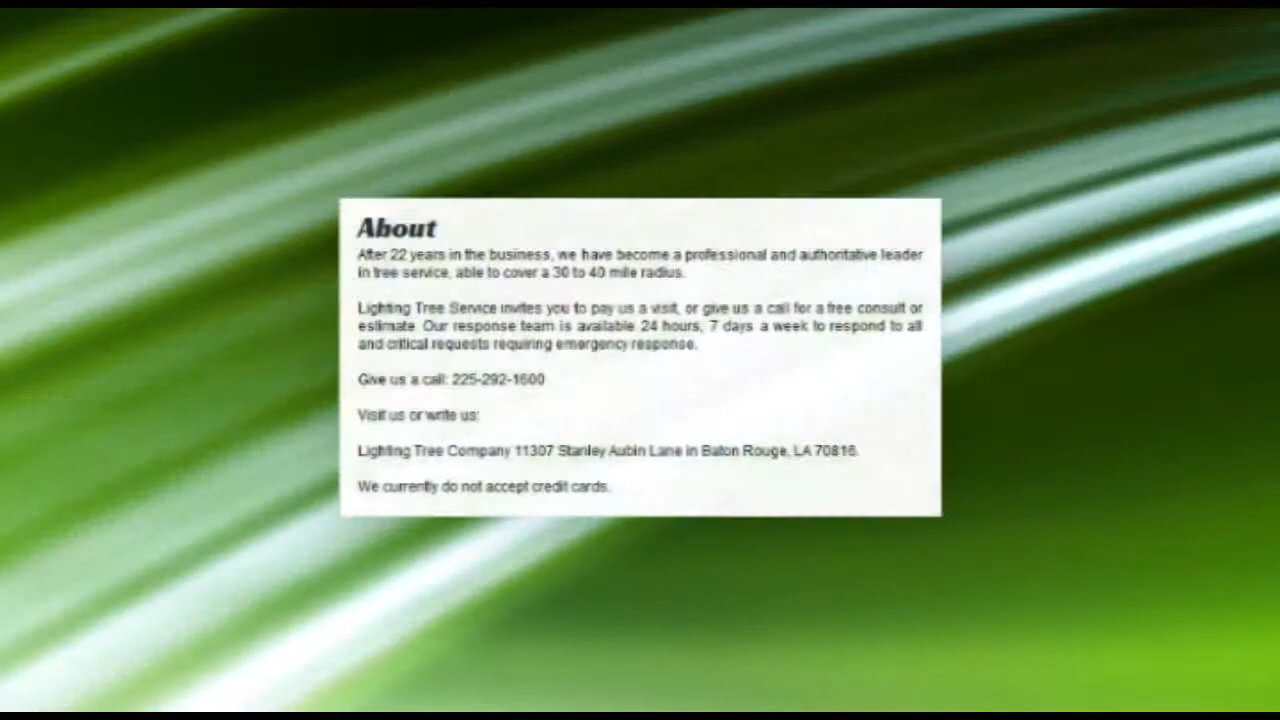 About
After 22 years in the business, we have become a professional and authoritative leader
in tree service, able to cover a 30 to 40 mile radius.
Lighting Tree Service invites you to pay us a visit, or give us a call for a free consult or
estimate. Our response team is available 24 hours, 7 days a week to respond to all
and critical requests requiring emergency response.
Give us a call: 225-292-1600
Visit us or write us:
Lighting Tree Company 11307 Stanley Aubin Lane in Baton Rouge, LA 70816.
We currently do not accept credit cards.